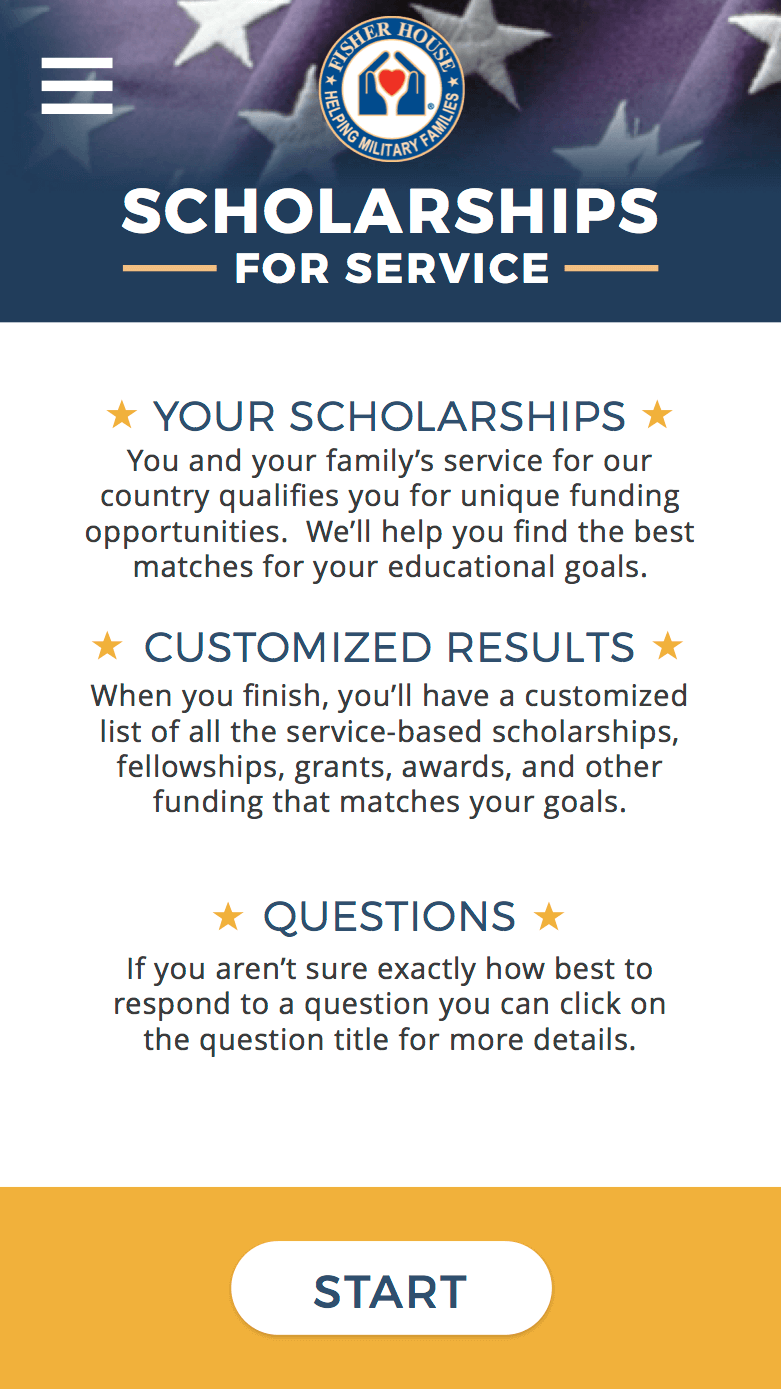 FISHER HOUSE
HELPING MILITARY FAMILIES
®
SCHOLARSHIPS
FOR SERVICE
YOUR SCHOLARSHIPS
You and your family’s service for our
country qualifies you for unique funding
opportunities.  We’ll help you find the best
matches for your educational goals.
CUSTOMIZED RESULTS
When you finish, you’ll have a customized
list of all the service-based scholarships,
fellowships, grants, awards, and other
funding that matches your goals.
QUESTIONS
If you aren’t sure exactly how best to
respond to a question you can click on
the question title for more details.
START